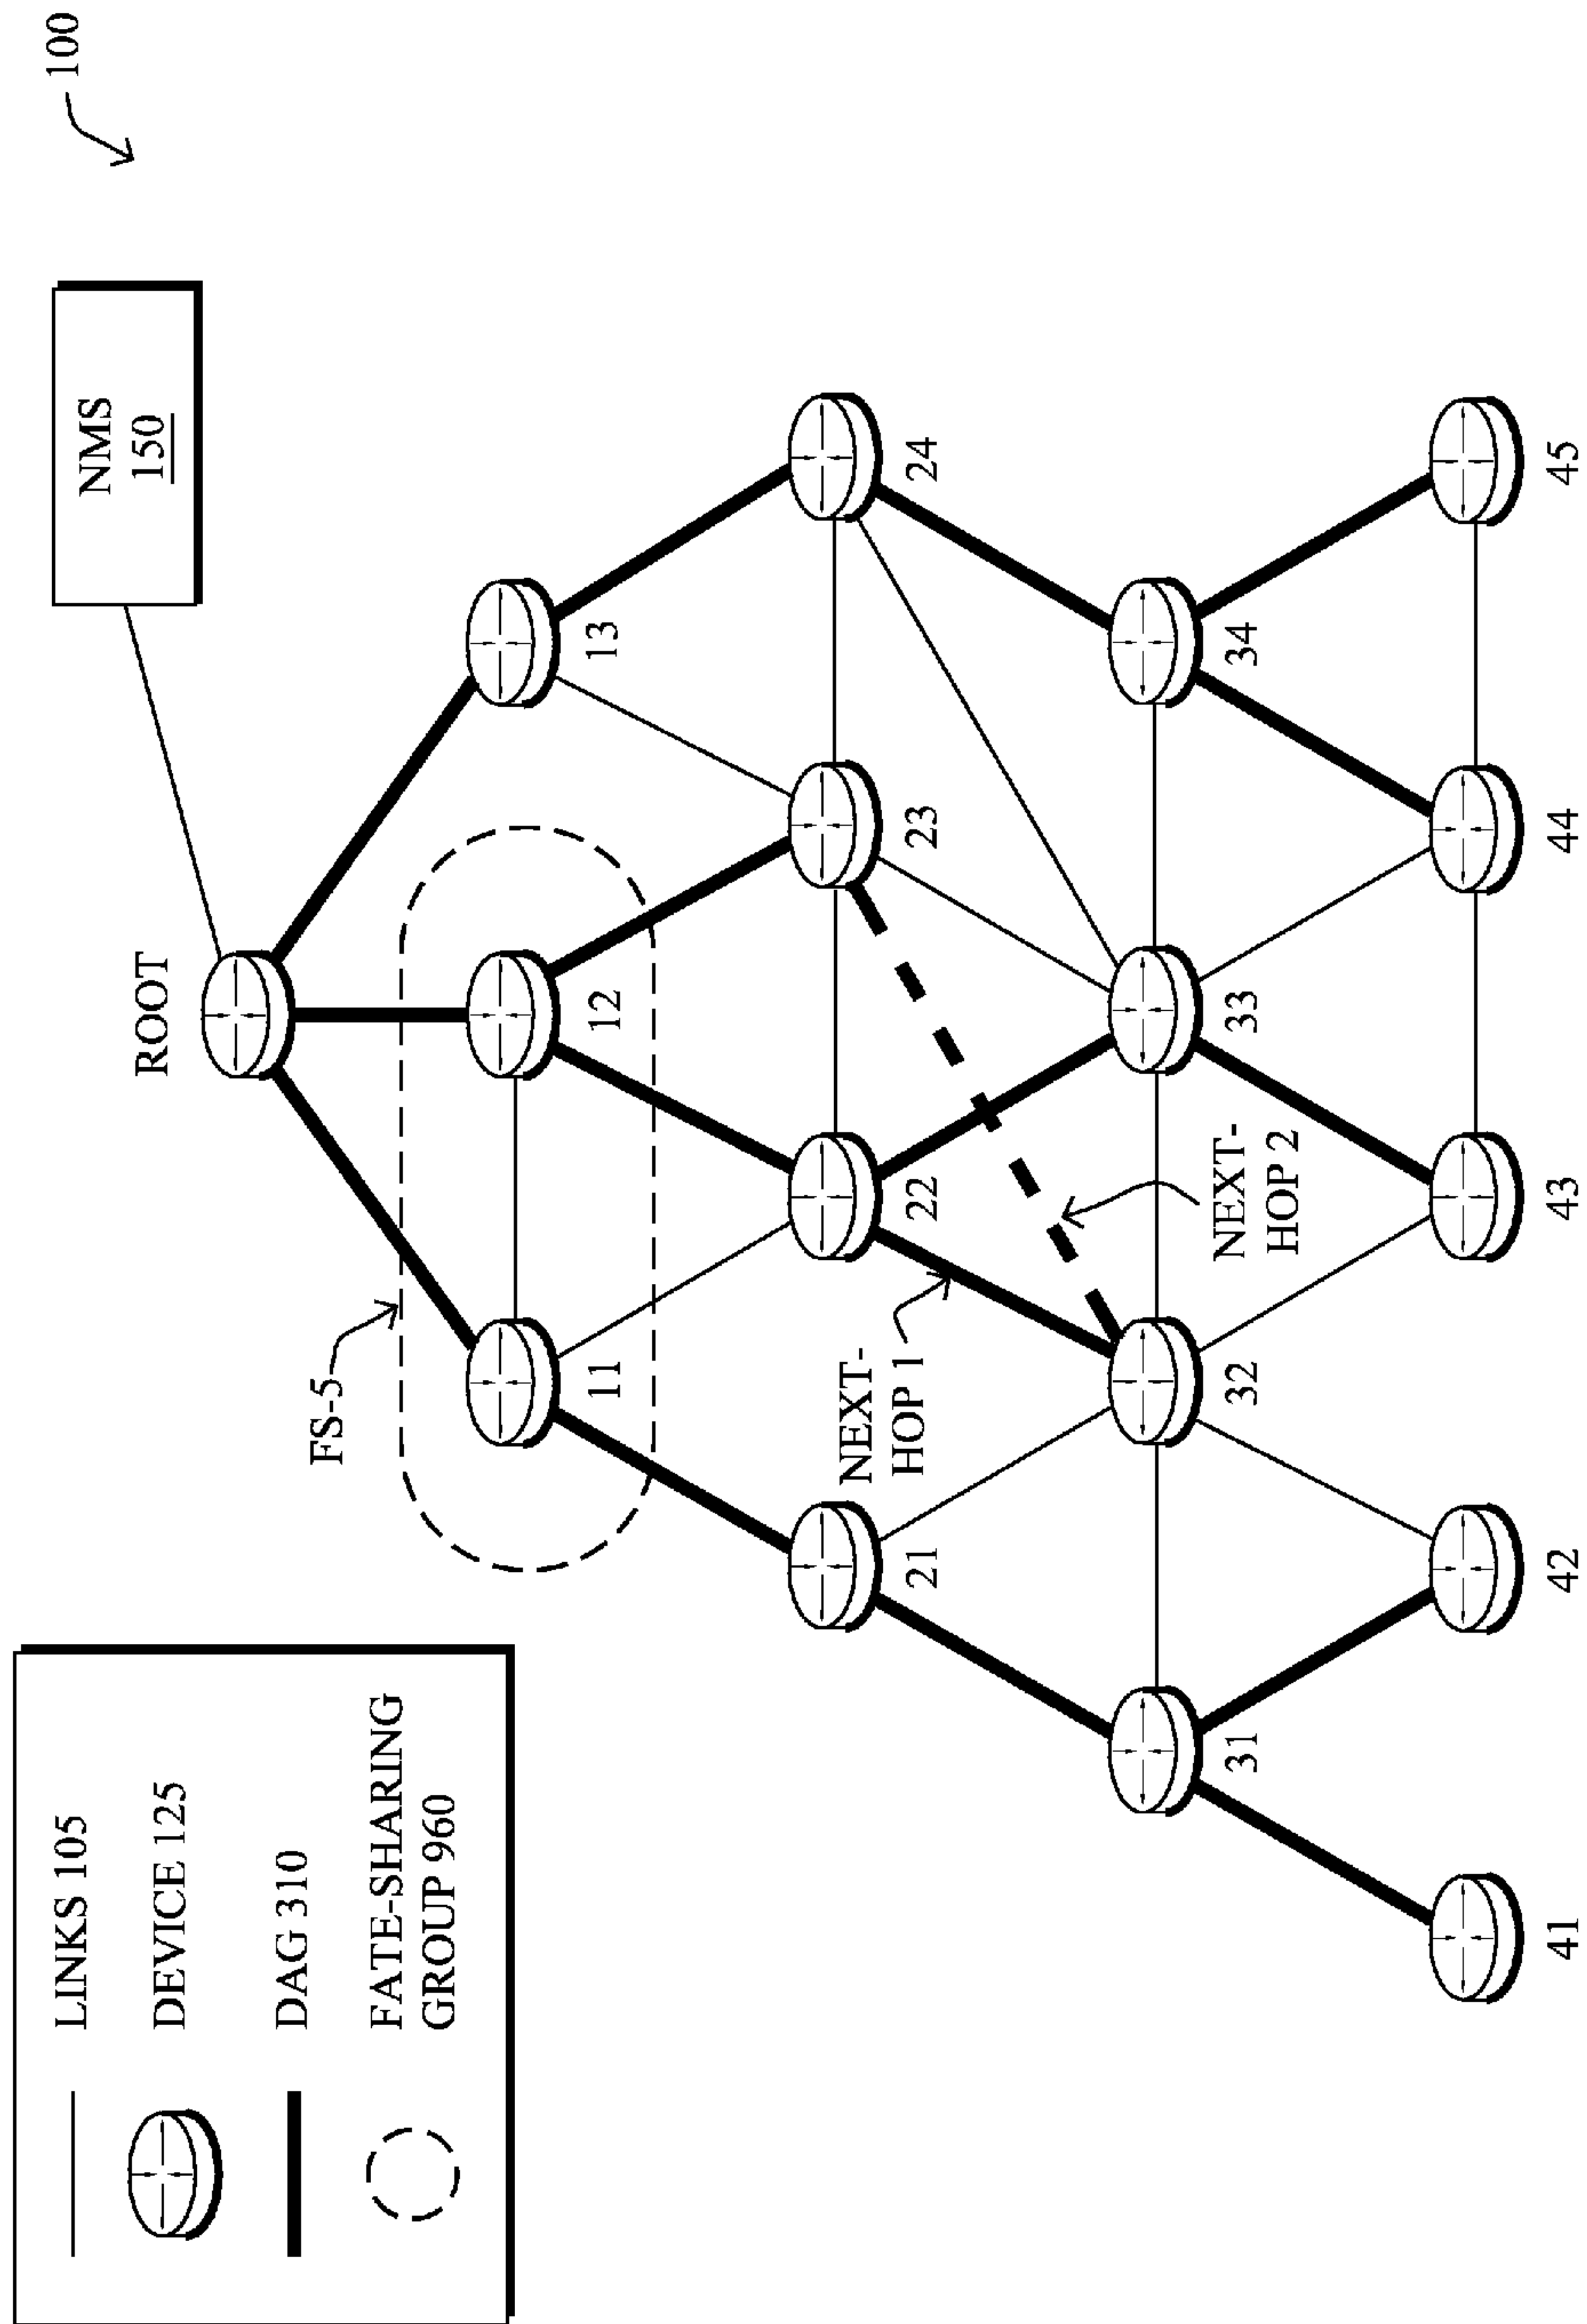 100
NMS
150
ROOT
FS-5
11
12
13
21
22
23
24
NEXT-
HOP 1
NEXT-
HOP 2
31
32
33
34
41
42
43
44
45
LINKS 105
DEVICE 125
DAG 310
FATE-SHARING
GROUP 960